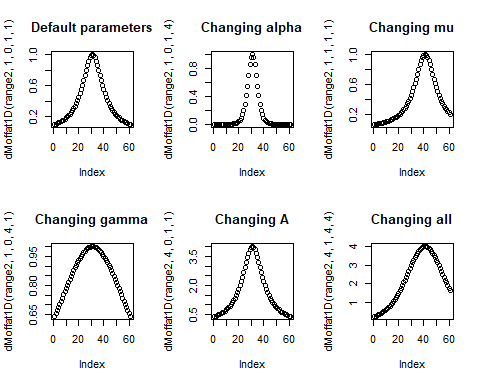 Default parameters
dMoffat1D(range2, 1, 0, 1, 1)
1.0
0.6
0.2
0 20 40 60
Index
Changing alpha
dMoffat1D(range2, 1, 0, 1, 4)
0.8
0.4
0.0
0 20 40 60
Index
Changing mu
dMoffat1D(range2, 1, 1, 1, 1)
1.0
0.6
0.2
0 20 40 60
Index
Changing gamma
dMoffat1D(range2, 1, 0, 4, 1)
0.95
0.80
0.65
0 20 40 60
Index
Changing A
dMoffat1D(range2, 4, 0, 1, 1)
3.5
2.0
0.5
0 20 40 60
Index
Changing all
dMoffat1D(range2, 4, 1, 4, 4)
4
3
2
1
0 20 40 60
Index